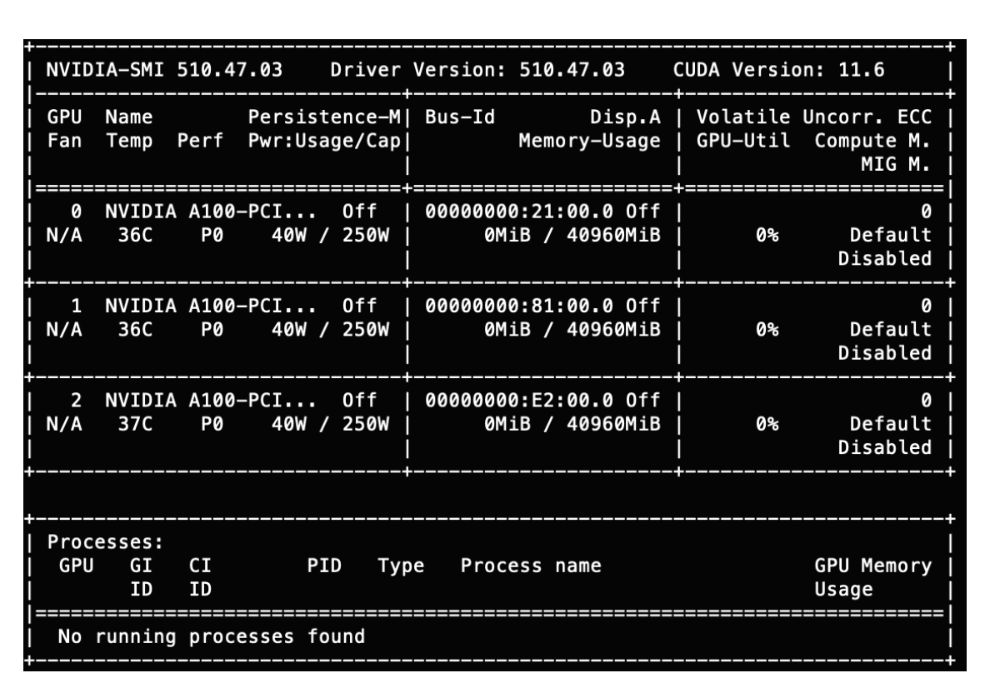 +-----------------------------------------------------------------------------+
| NVIDIA-SMI 510.47.03    Driver Version: 510.47.03    CUDA Version: 11.6     |
|-------------------------------+----------------------+----------------------+
| GPU  Name        Persistence-M| Bus-Id        Disp.A | Volatile Uncorr. ECC |
| Fan  Temp  Perf  Pwr:Usage/Cap|         Memory-Usage | GPU-Util  Compute M. |
|                               |                      |               MIG M. |
|===============================+======================+======================|
|   0  NVIDIA A100-PCI...  Off  | 00000000:21:00.0 Off |                    0 |
| N/A   36C    P0    40W / 250W |      0MiB / 40960MiB |      0%      Default |
|                               |                      |             Disabled |
+-------------------------------+----------------------+----------------------+
|   1  NVIDIA A100-PCI...  Off  | 00000000:81:00.0 Off |                    0 |
| N/A   36C    P0    40W / 250W |      0MiB / 40960MiB |      0%      Default |
|                               |                      |             Disabled |
+-------------------------------+----------------------+----------------------+
|   2  NVIDIA A100-PCI...  Off  | 00000000:E2:00.0 Off |                    0 |
| N/A   37C    P0    40W / 250W |      0MiB / 40960MiB |      0%      Default |
|                               |                      |             Disabled |
+-------------------------------+----------------------+----------------------+

+-----------------------------------------------------------------------------+
| Processes:                                                                  |
|  GPU   GI   CI        PID   Type   Process name                  GPU Memory |
|        ID   ID                                                   Usage      |
|=============================================================================|
|  No running processes found                                                 |
+-----------------------------------------------------------------------------+